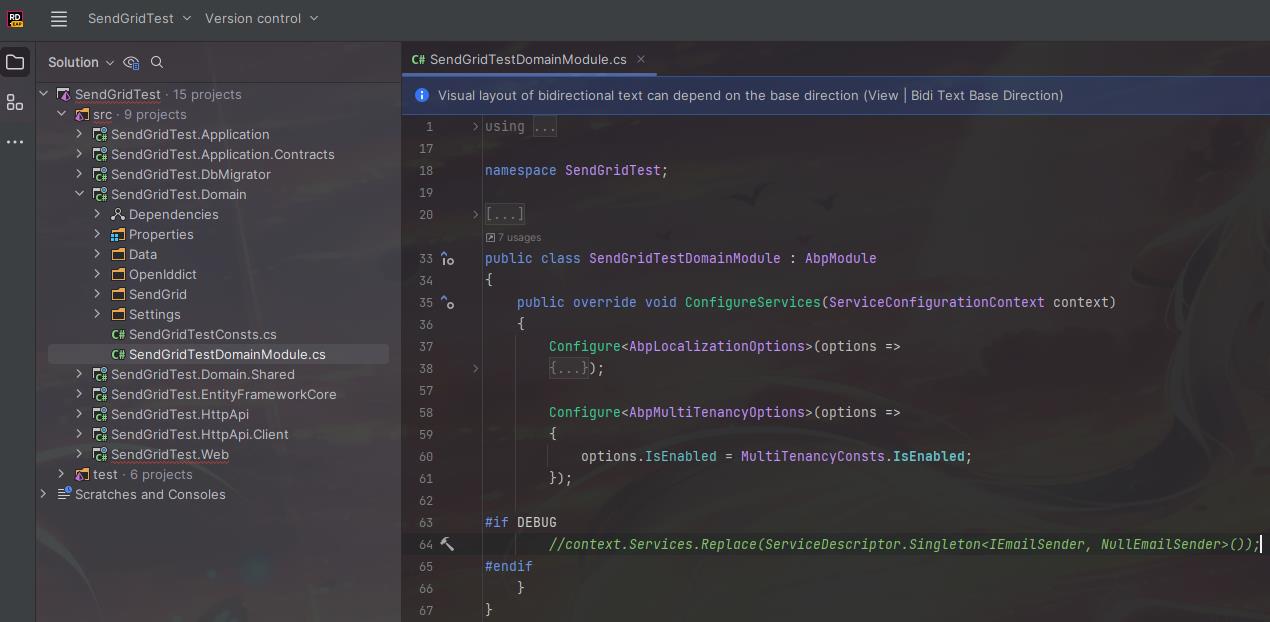 RD
EAP
SendGridTest
Version control
Solution
SendGridTest · 15 projects
src · 9 projects
C# SendGridTest.Application
C# SendGridTest.Application.Contracts
C# SendGridTest.DbMigrator
C# SendGridTest.Domain
Dependencies
Properties
Data
OpenIddict
SendGrid
Settings
C# SendGridTestConsts.cs
C# SendGridTestDomainModule.cs
C# SendGridTest.Domain.Shared
C# SendGridTest.EntityFrameworkCore
C# SendGridTest.HttpApi
C# SendGridTest.HttpApi.Client
C# SendGridTest.Web
test · 6 projects
Scratches and Consoles
C# SendGridTestDomainModule.cs ×
Visual layout of bidirectional text can depend on the base direction (View | Bidi Text Base Direction)
1 using ...
17
18 namespace SendGridTest;
19
20 [...]
7 usages
33 public class SendGridTestDomainModule : AbpModule
34 {
35 public override void ConfigureServices(ServiceConfigurationContext context)
36 {
37 Configure<AbpLocalizationOptions>(options =>
38 {...});
57
58 Configure<AbpMultiTenancyOptions>(options =>
59 {
60 options.IsEnabled = MultiTenancyConsts.IsEnabled;
61 });
62
63 #if DEBUG
64 //context.Services.Replace(ServiceDescriptor.Singleton<IEmailSender, NullEmailSender>());
65 #endif
66 }
67 }